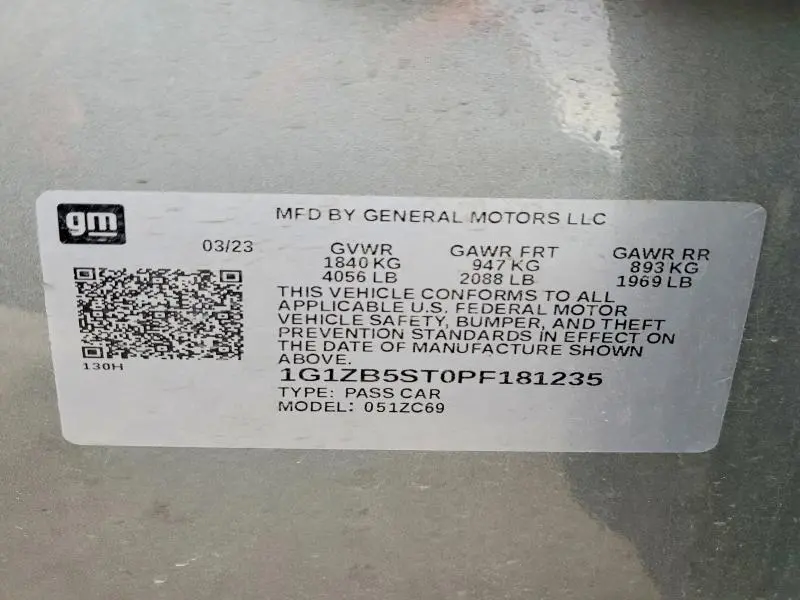 gm
MFD BY GENERAL MOTORS LLC
03/23 GVWR GAWR FRT GAWR RR
1840 KG 947 KG 893 KG
4056 LB 2088 LB 1969 LB
THIS VEHICLE CONFORMS TO ALL
APPLICABLE U.S. FEDERAL MOTOR
VEHICLE SAFETY, BUMPER, AND THEFT
PREVENTION STANDARDS IN EFFECT ON
THE DATE OF MANUFACTURE SHOWN
ABOVE.
130H
1G1ZB5ST0PF181235
TYPE: PASS CAR
MODEL: 051ZC69